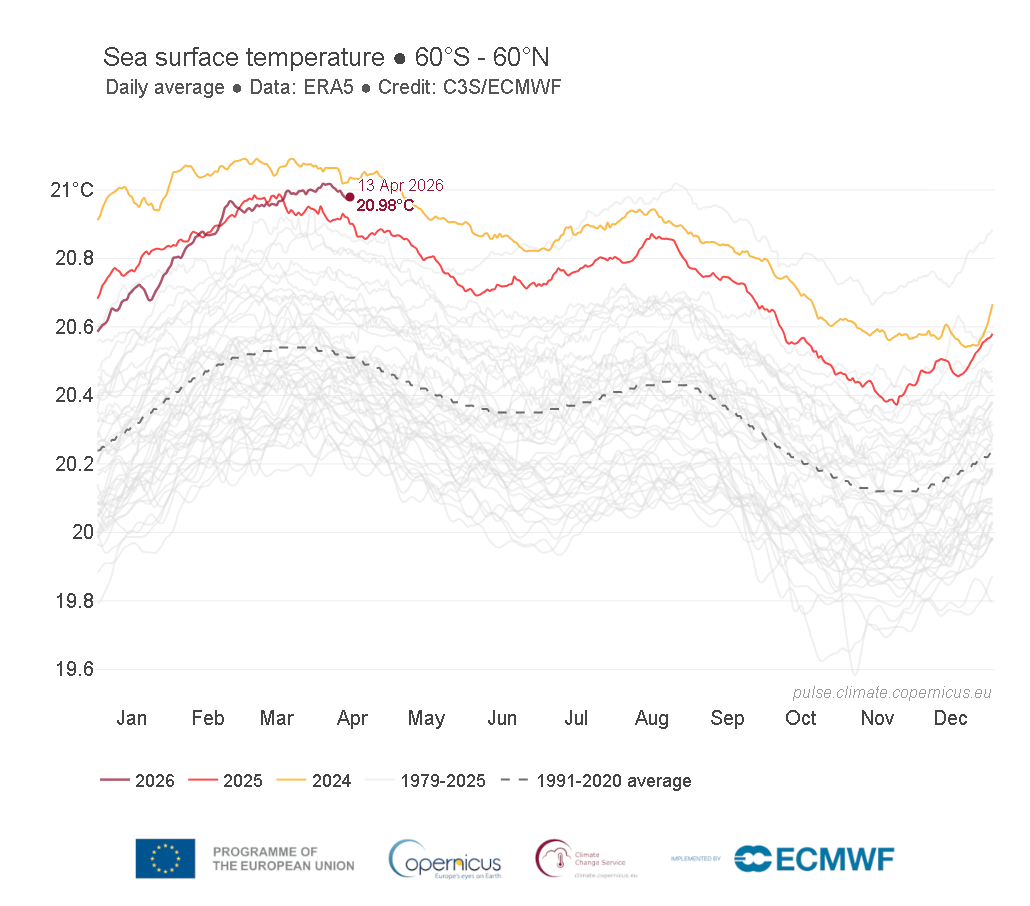 Sea surface temperature ● 60°S - 60°N
Daily average ● Data: ERA5 ● Credit: C3S/ECMWF
21°C
13 Apr 2026
20.98°C
20.8
20.6
20.4
20.2
20
19.8
19.6
pulse.climate.copernicus.eu
Jan Feb Mar Apr May Jun Jul Aug Sep Oct Nov Dec
2026 2025 2024 1979-2025 1991-2020 average
PROGRAMME OF
THE EUROPEAN UNION
opernicus
Europe's eyes on Earth
Climate
Change Service
climate.copernicus.eu
IMPLEMENTED BY
ECMWF